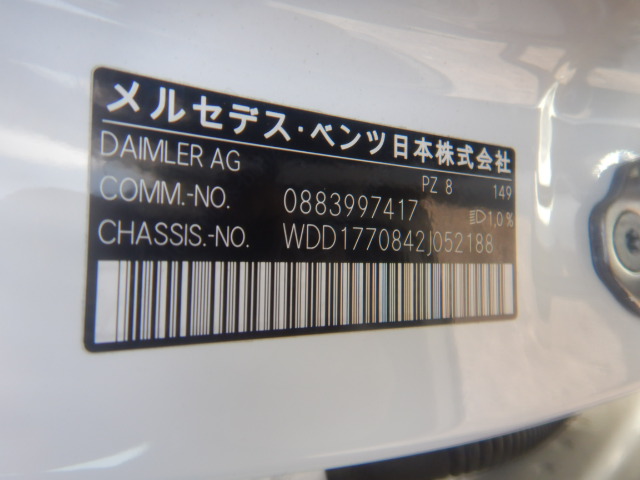 メルセデス・ベンツ日本株式会社
DAIMLER AG PZ 8 149
COMM.-NO. 0883997417 1,0%
CHASSIS.-NO. WDD1770842J052188